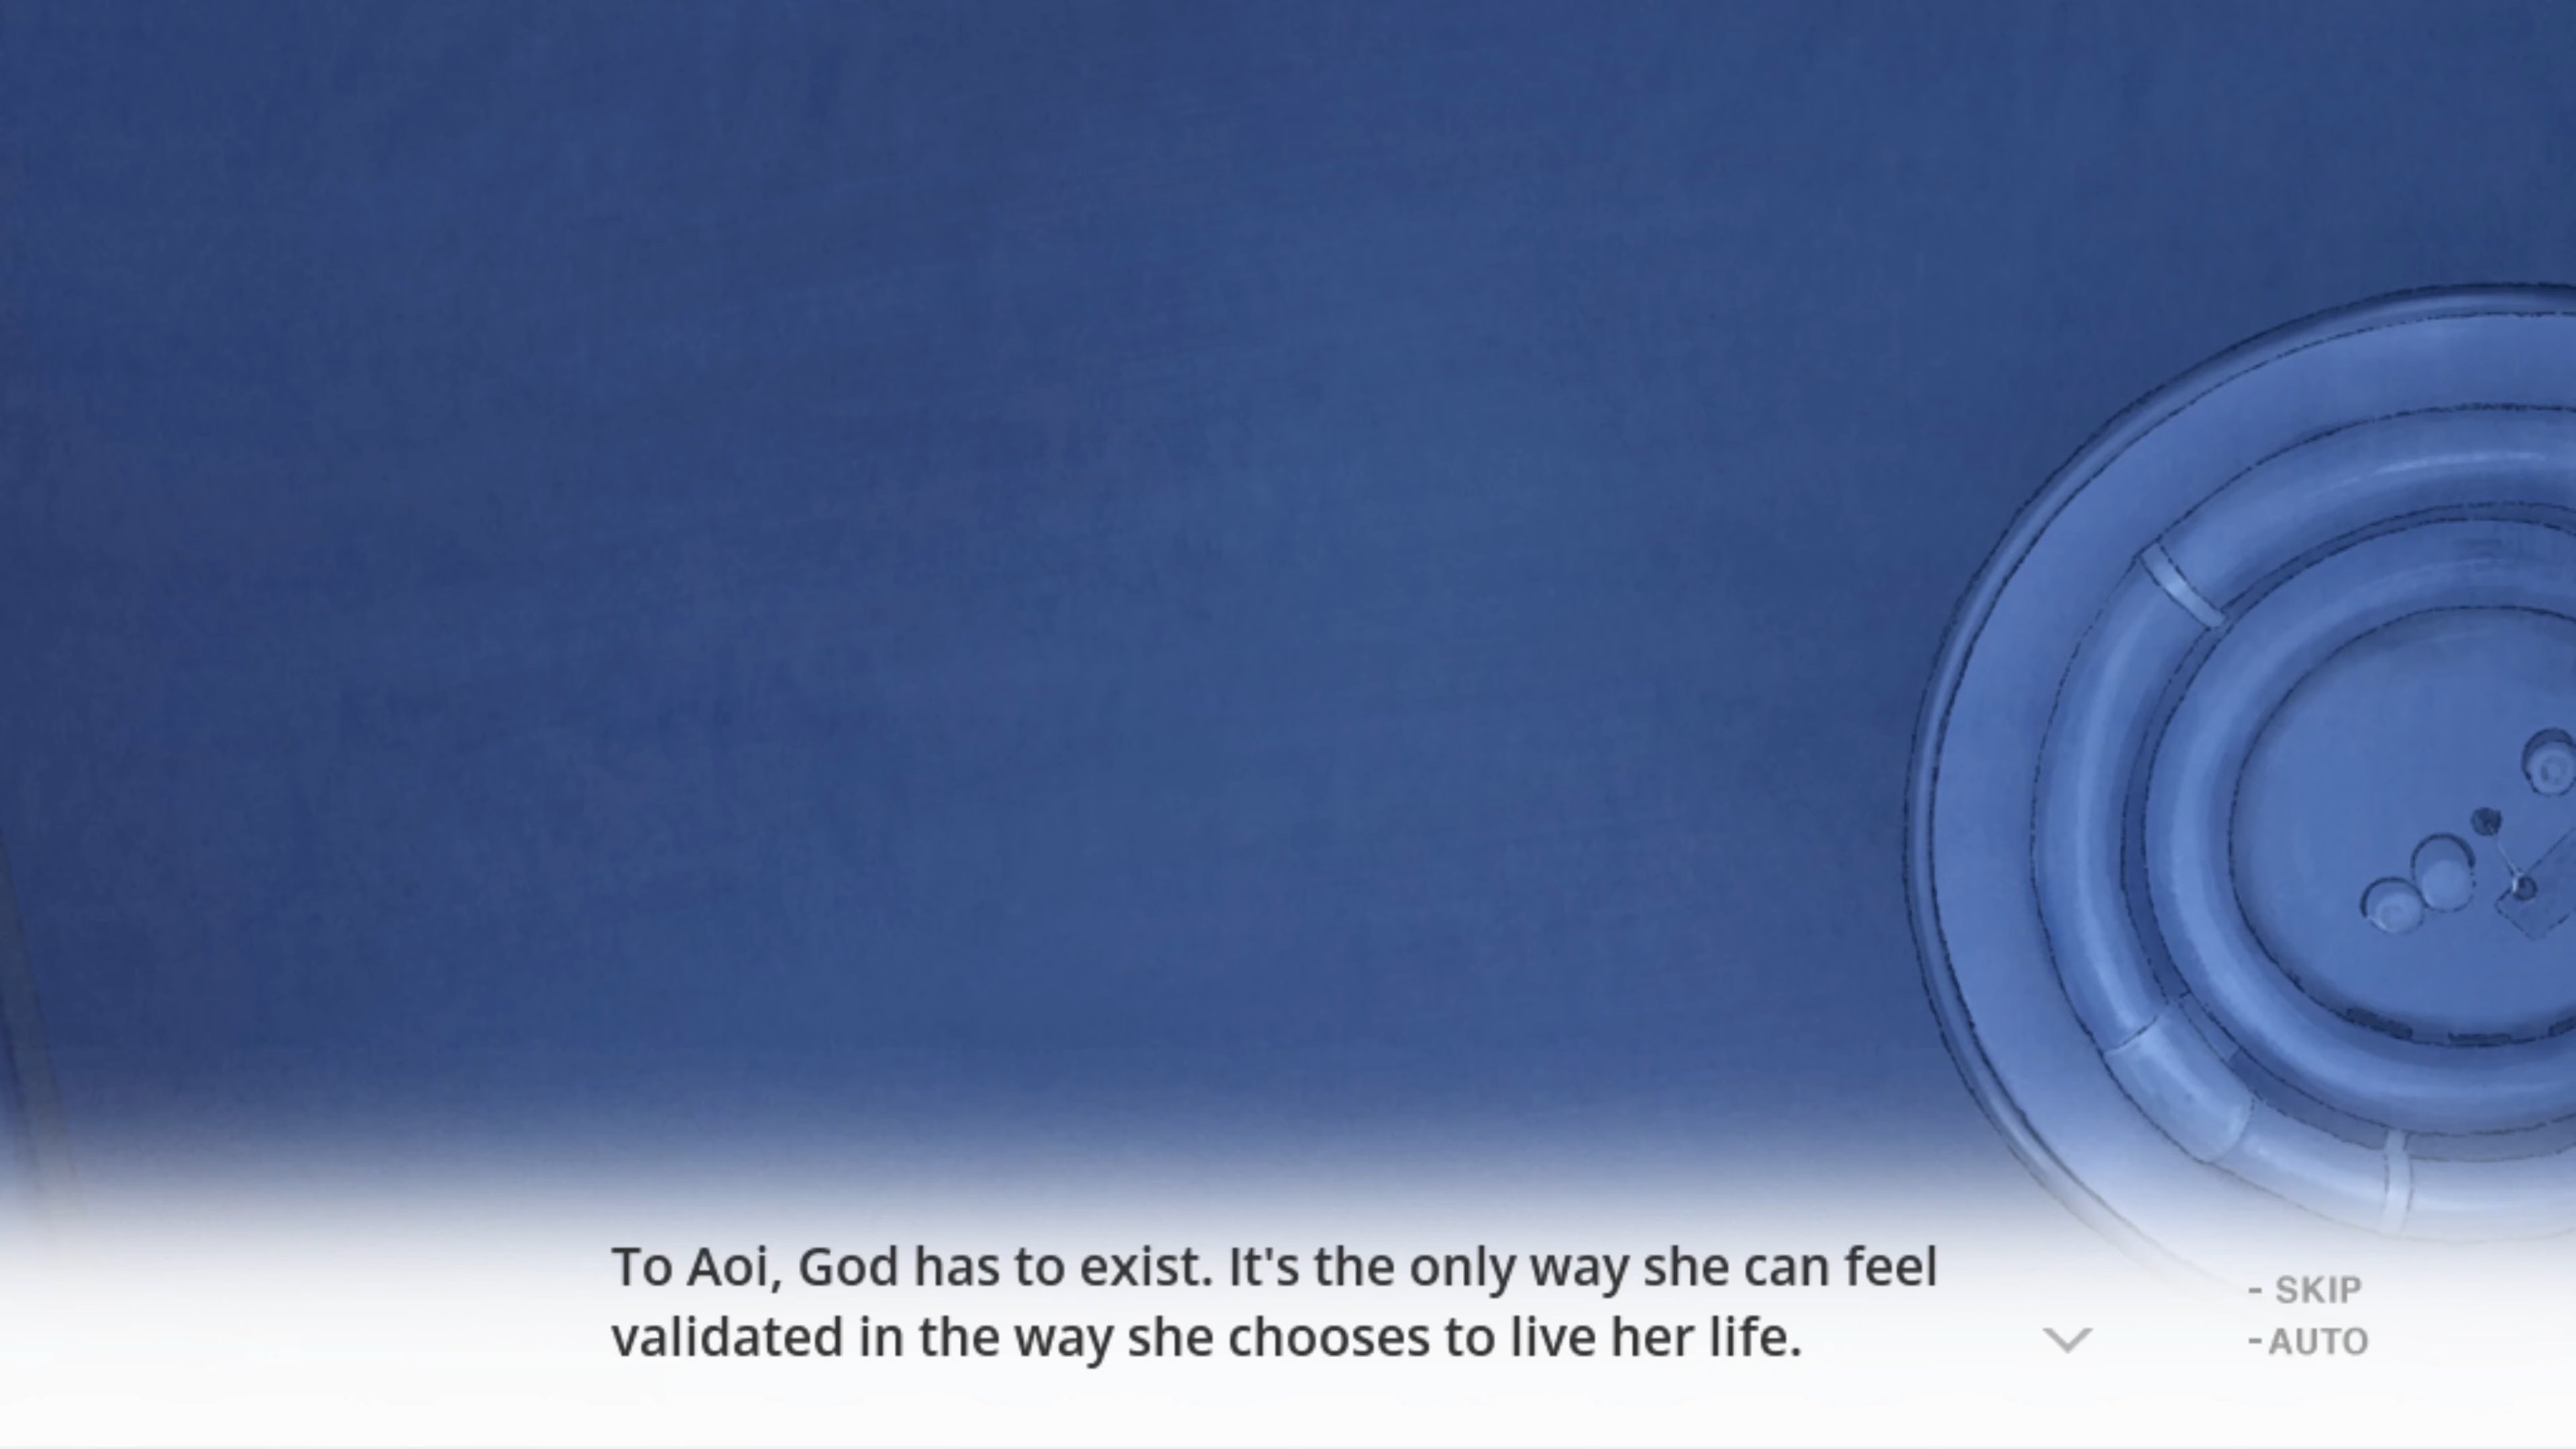 To Aoi, God has to exist. It's the only way she can feel
validated in the way she chooses to live her life.
- SKIP
-AUTO